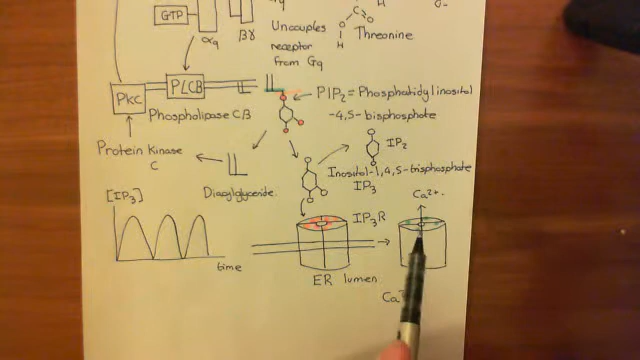 GTP
αq
βγ
Uncouples
receptor
from Gq
H
C
O
H
Threonine
O-
PKC
PLCβ
Phospholipase Cβ
PIP2 = Phosphatidylinositol
-4,5-bisphosphate
Protein Kinase
C
Diacylglyceride
IP2
Inositol-1,4,5-trisphosphate
IP3
[IP3]
time
IP3R
Ca2+
ER lumen